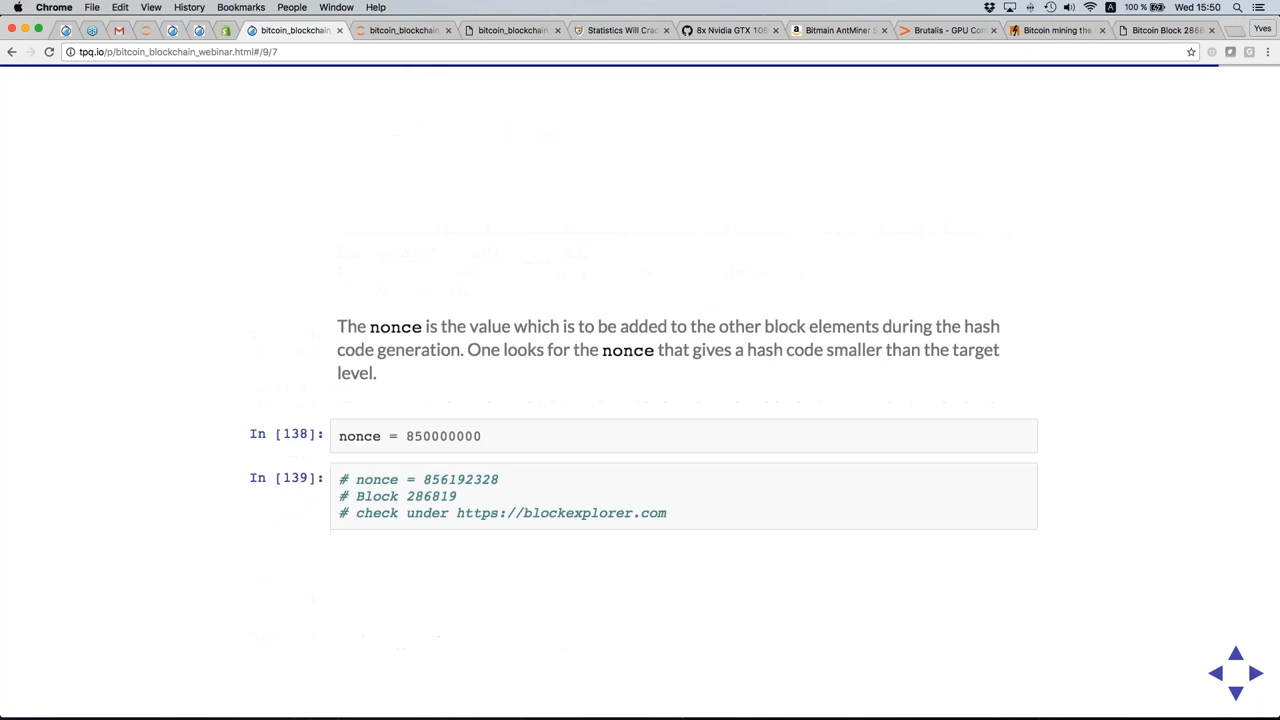 Chrome File Edit View History Bookmarks People Window Help 100 % Wed 15:50
bitcoin_blockchain_ bitcoin_blockchain bitcoin_blockchain Statistics Will Crac 8x Nvidia GTX 108 Bitmain AntMiner S Brutalis - GPU Com Bitcoin mining the Bitcoin Block 2868 Yves
tpq.io/p/bitcoin_blockchain_webinar.html#/9/7
The nonce is the value which is to be added to the other block elements during the hash
code generation. One looks for the nonce that gives a hash code smaller than the target
level.
In [138]: nonce = 850000000
In [139]: # nonce = 856192328
# Block 286819
# check under https://blockexplorer.com